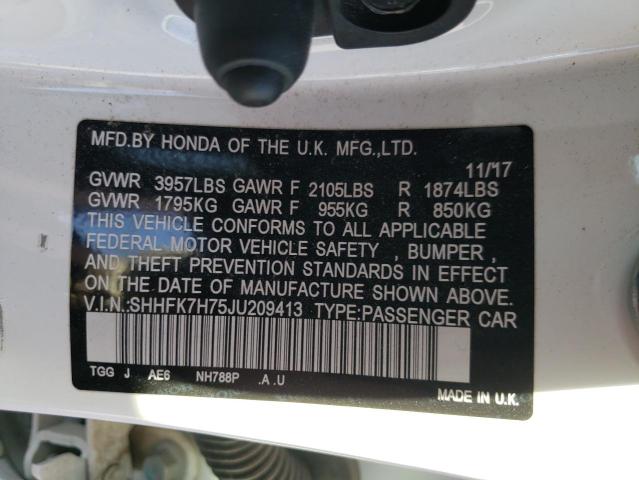 MFD.BY HONDA OF THE U.K. MFG.,LTD.
11/17
GVWR 3957LBS GAWR F 2105LBS R 1874LBS
GVWR 1795KG GAWR F 955KG R 850KG
THIS VEHICLE CONFORMS TO ALL APPLICABLE
FEDERAL MOTOR VEHICLE SAFETY , BUMPER ,
AND THEFT PREVENTION STANDARDS IN EFFECT
ON THE DATE OF MANUFACTURE SHOWN ABOVE.
V.I.N.:SHHFK7H75JU209413 TYPE:PASSENGER CAR
TGG J AE6 NH788P .A.U
MADE IN U.K.